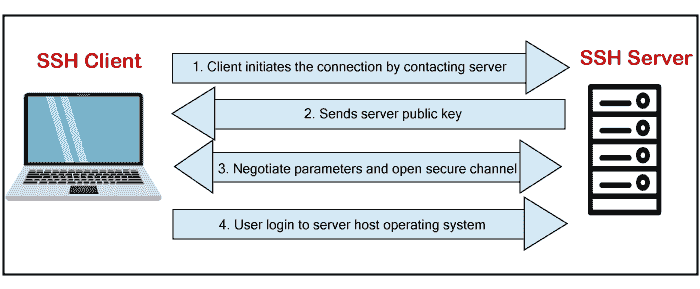 SSH Client
SSH Server
1. Client initiates the connection by contacting server
2. Sends server public key
3. Negotiate parameters and open secure channel
4. User login to server host operating system